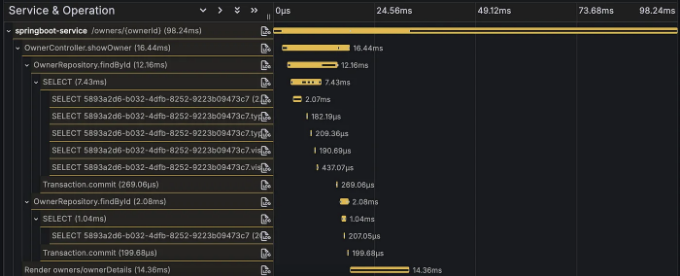 Service & Operation
0μs 24.56ms 49.12ms 73.68ms 98.24ms
springboot-service /owners/{ownerId} (98.24ms)
OwnerController.showOwner (16.44ms) 16.44ms
OwnerRepository.findById (12.16ms) 12.16ms
SELECT (7.43ms) 7.43ms
SELECT 5893a2d6-b032-4dfb-8252-9223b09473c7 (2. 2.07ms
SELECT 5893a2d6-b032-4dfb-8252-9223b09473c7.typ 182.19μs
SELECT 5893a2d6-b032-4dfb-8252-9223b09473c7.typ 209.36μs
SELECT 5893a2d6-b032-4dfb-8252-9223b09473c7.vis 190.69μs
SELECT 5893a2d6-b032-4dfb-8252-9223b09473c7.vis 437.07μs
Transaction.commit (269.06μs) 269.06μs
OwnerRepository.findById (2.08ms) 2.08ms
SELECT (1.04ms) 1.04ms
SELECT 5893a2d6-b032-4dfb-8252-9223b09473c7 (2 207.05μs
Transaction.commit (199.68μs) 199.68μs
Render owners/ownerDetails (14.36ms) 14.36ms